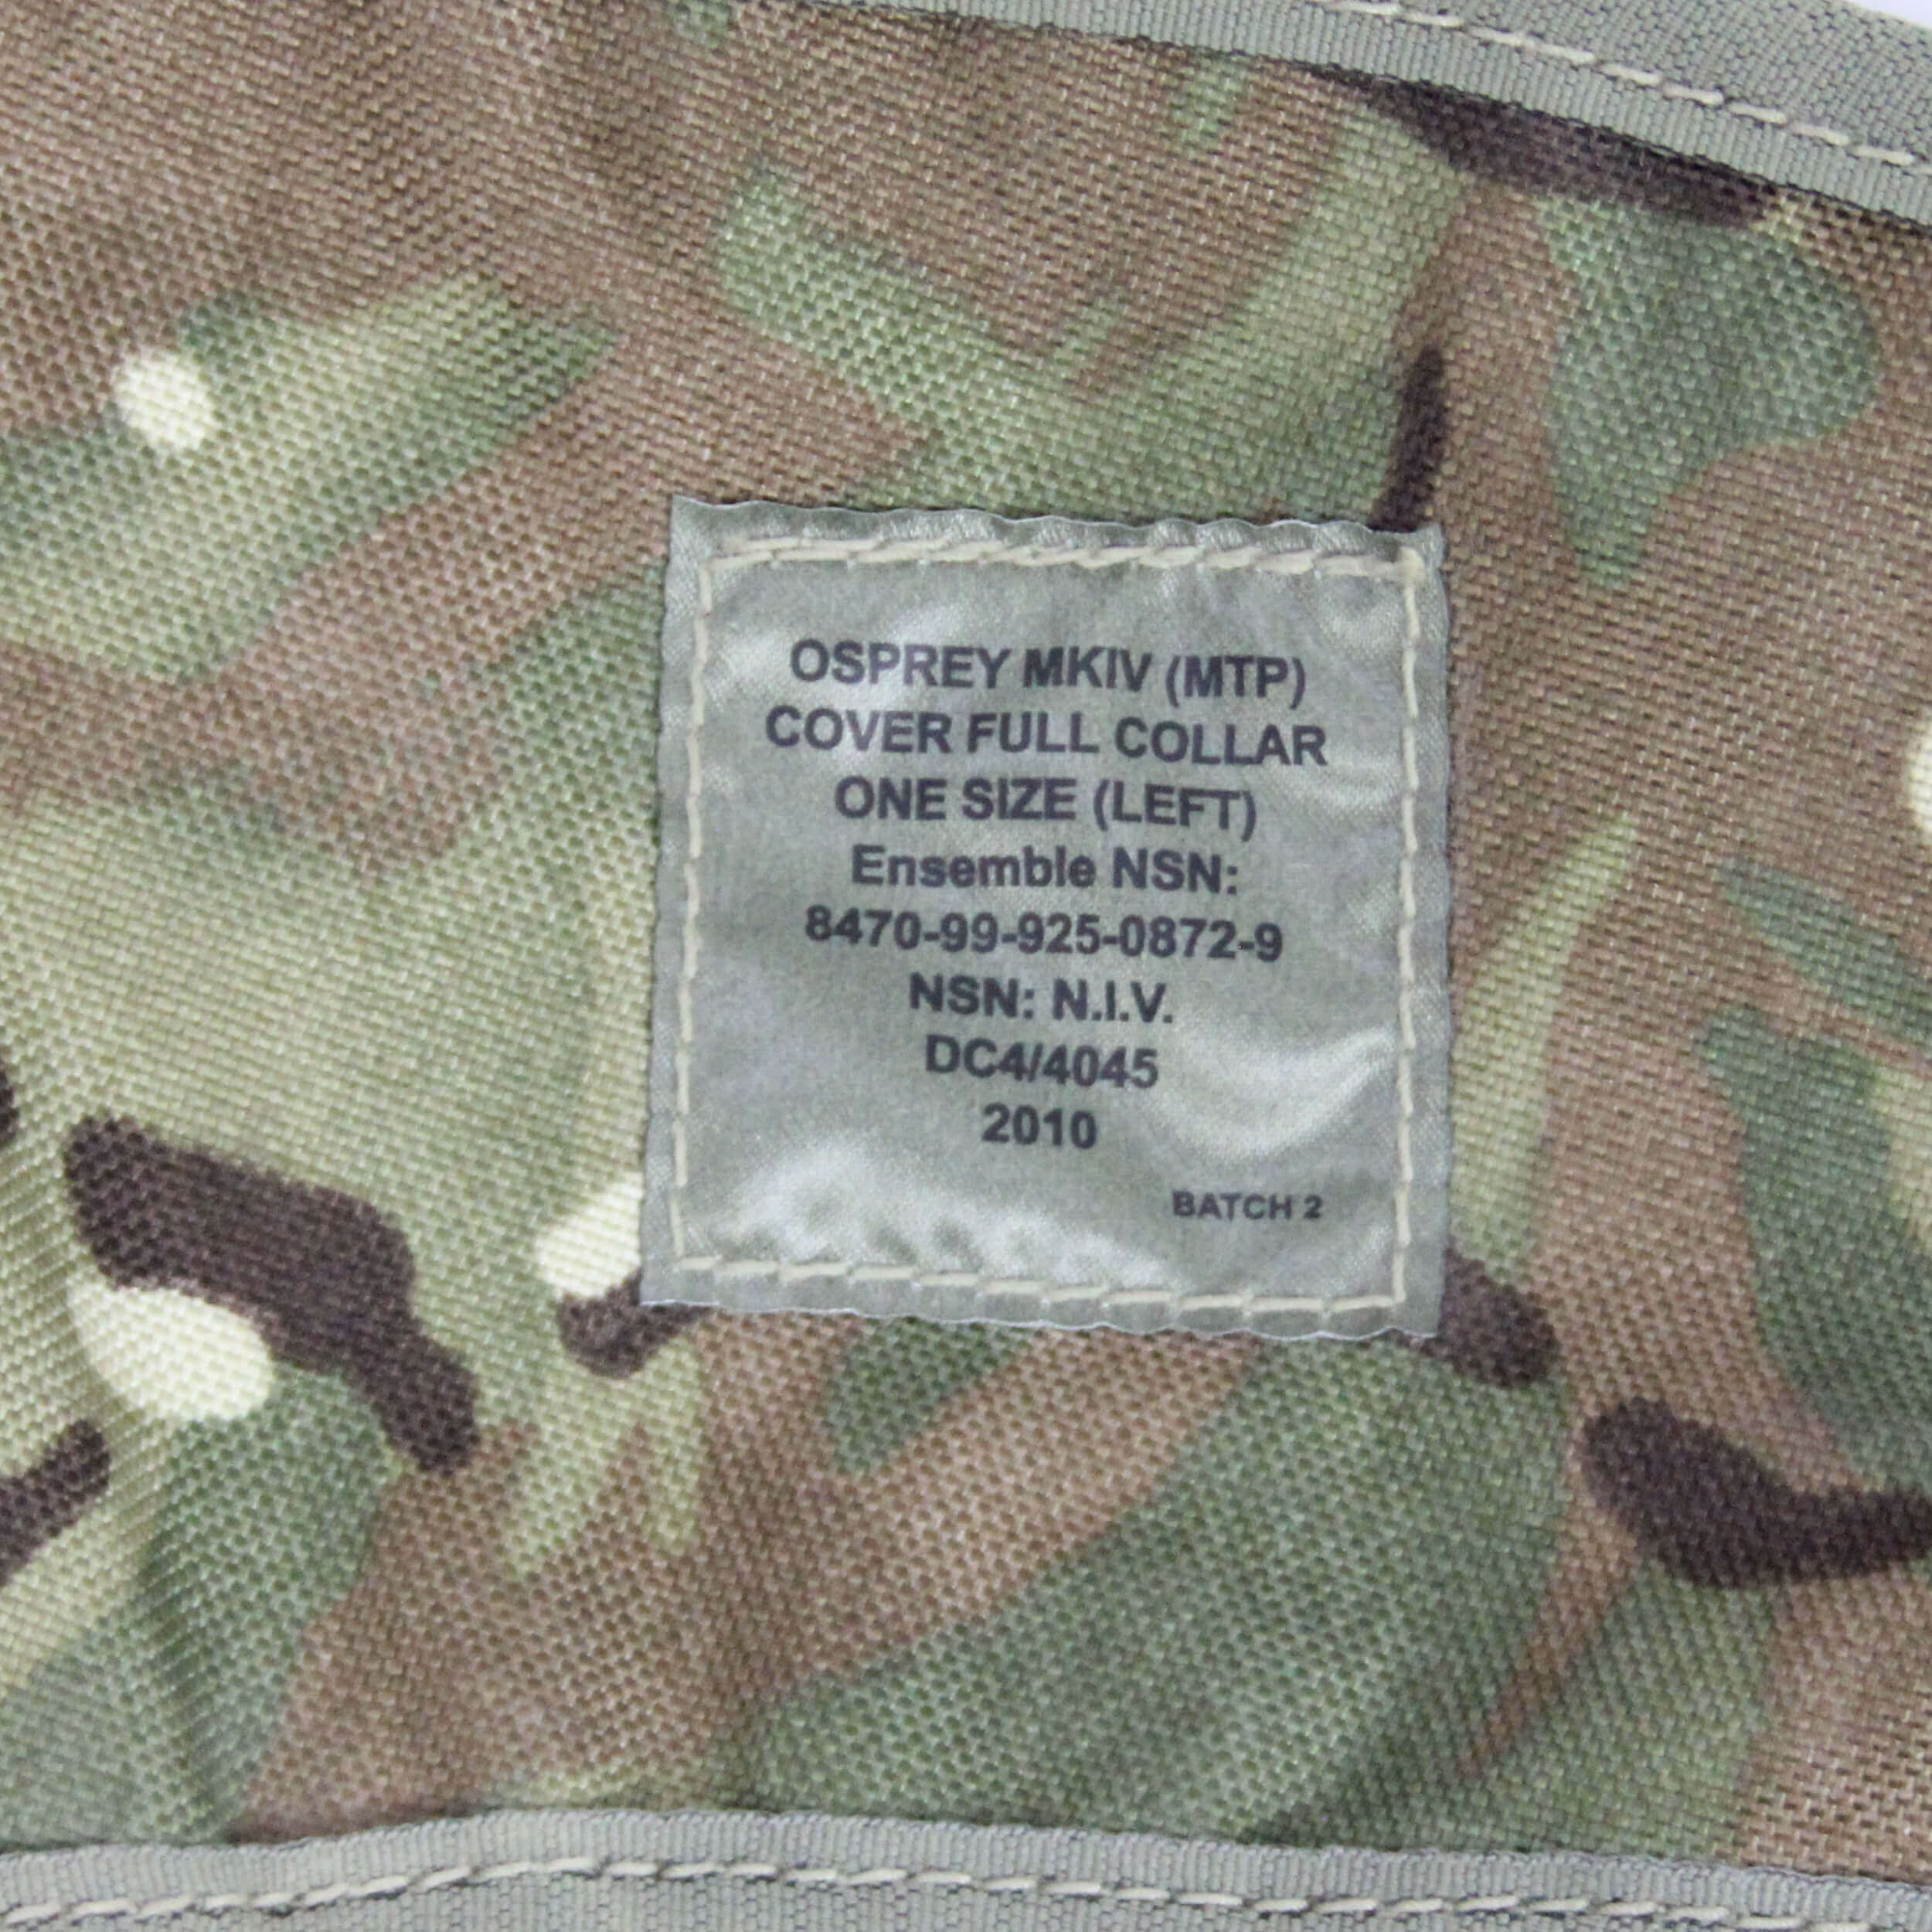 OSPREY MKIV (MTP)
COVER FULL COLLAR
ONE SIZE (LEFT)
Ensemble NSN:
8470-99-925-0872-9
NSN: N.I.V.
DC4/4045
2010
BATCH 2